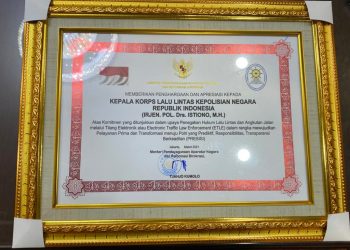 MEMBERIKAN PENGHARGAAN DAN APRESIASI KEPADA
KEPALA KORPS LALU LINTAS KEPOLISIAN NEGARA
REPUBLIK INDONESIA
(IRJEN. POL. Drs. ISTIONO, M.H.)
Atas Komitmen yang ditunjukkan dalam upaya Penegakan Hukum Lalu Lintas dan Angkutan Jalan
melalui Tilang Elektronik atau Electronic Traffic Law Enforcement (ETLE) dalam rangka mewujudkan
Pelayanan Prima dan Transformasi menuju Polri yang Prediktif, Responsibilitas, Transparansi
Berkeadilan (PRESISI)
Jakarta, Maret 2021
Menteri Pendayagunaan Aparatur Negara
dan Reformasi Birokrasi,
TJAHJO KUMOLO